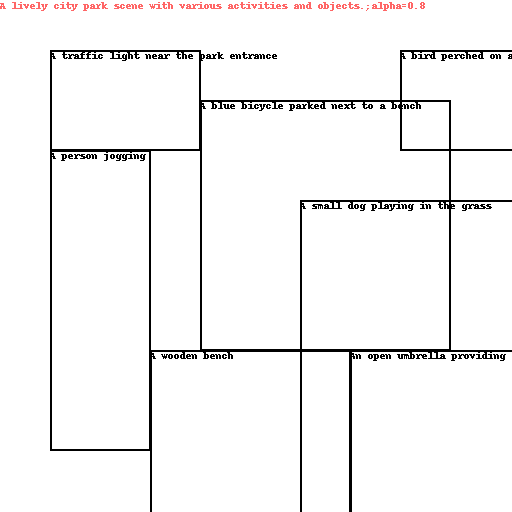 A lively city park scene with various activities and objects.;alpha=0.8
A traffic light near the park entrance
A bird perched on a
A blue bicycle parked next to a bench
A person jogging
A small dog playing in the grass
A wooden bench
An open umbrella providing